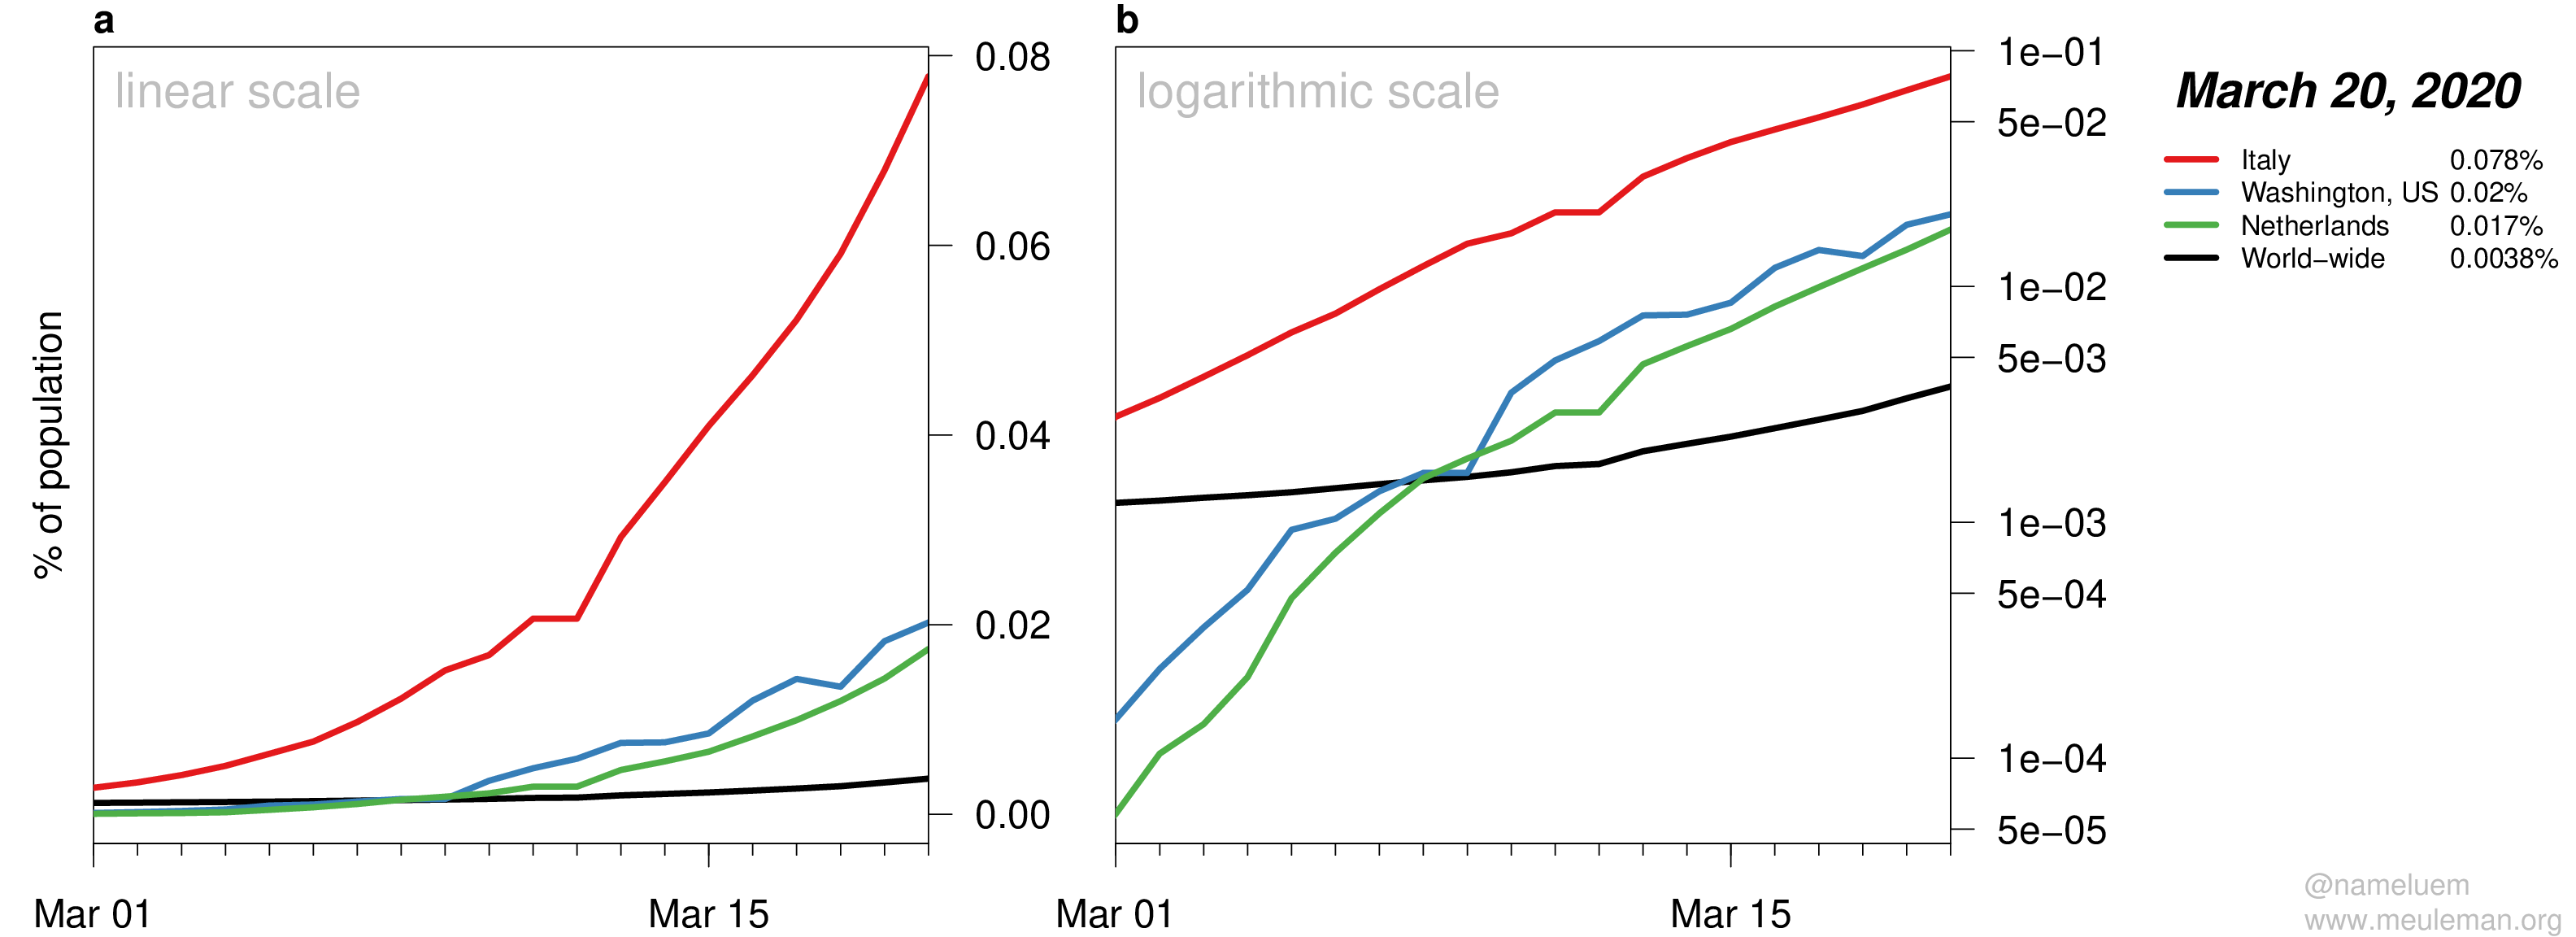 a
linear scale
0.08
0.06
0.04
0.02
0.00
% of population
Mar 01
Mar 15
b
logarithmic scale
1e−01
5e−02
1e−02
5e−03
1e−03
5e−04
1e−04
5e−05
Mar 01
Mar 15
March 20, 2020
Italy 0.078%
Washington, US 0.02%
Netherlands 0.017%
World−wide 0.0038%
@nameluem
www.meuleman.org